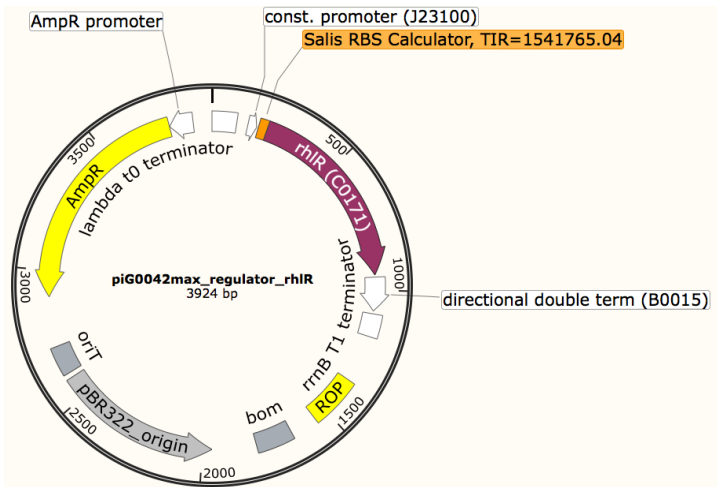 AmpR promoter
const. promoter (J23100)
Salis RBS Calculator, TIR=1541765.04
lambda t0 terminator
AmpR
rhlR (C0171)
500
1000
3500
3000
piG0042max_regulator_rhlR
3924 bp
directional double term (B0015)
rrnB T1 terminator
oriT
pBR322_origin
bom
ROP
2500
2000
1500